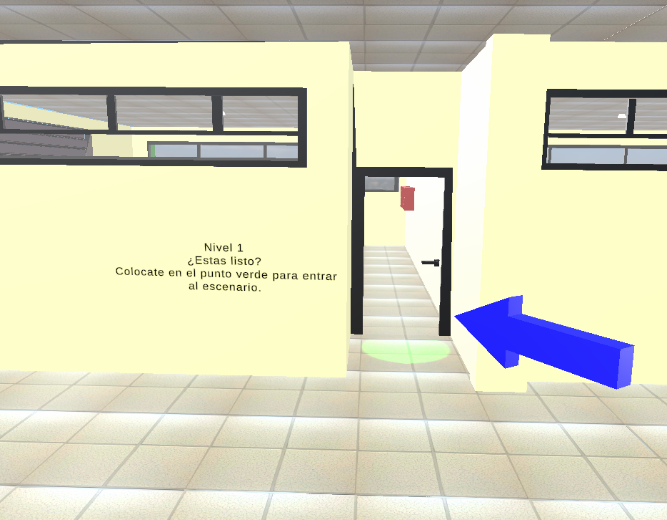 Nivel 1
¿Estas listo?
Colocate en el punto verde para entrar
al escenario.